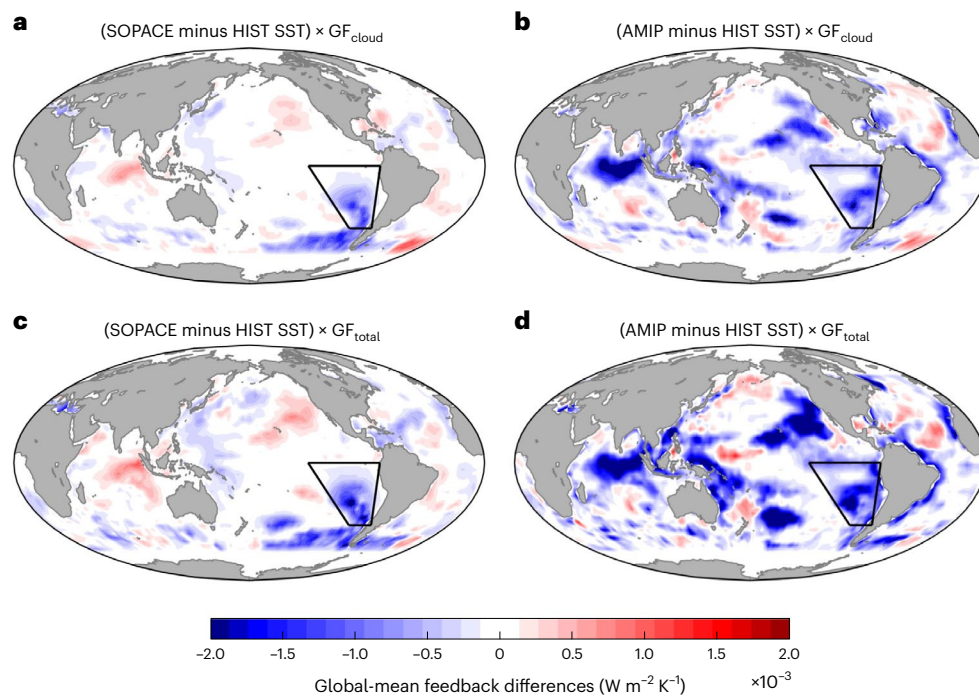 a
(SOPACE minus HIST SST) × GFcloud
b
(AMIP minus HIST SST) × GFcloud
c
(SOPACE minus HIST SST) × GFtotal
d
(AMIP minus HIST SST) × GFtotal
–2.0 –1.5 –1.0 –0.5 0 0.5 1.0 1.5 2.0
×10⁻³
Global-mean feedback differences (W m⁻² K⁻¹)